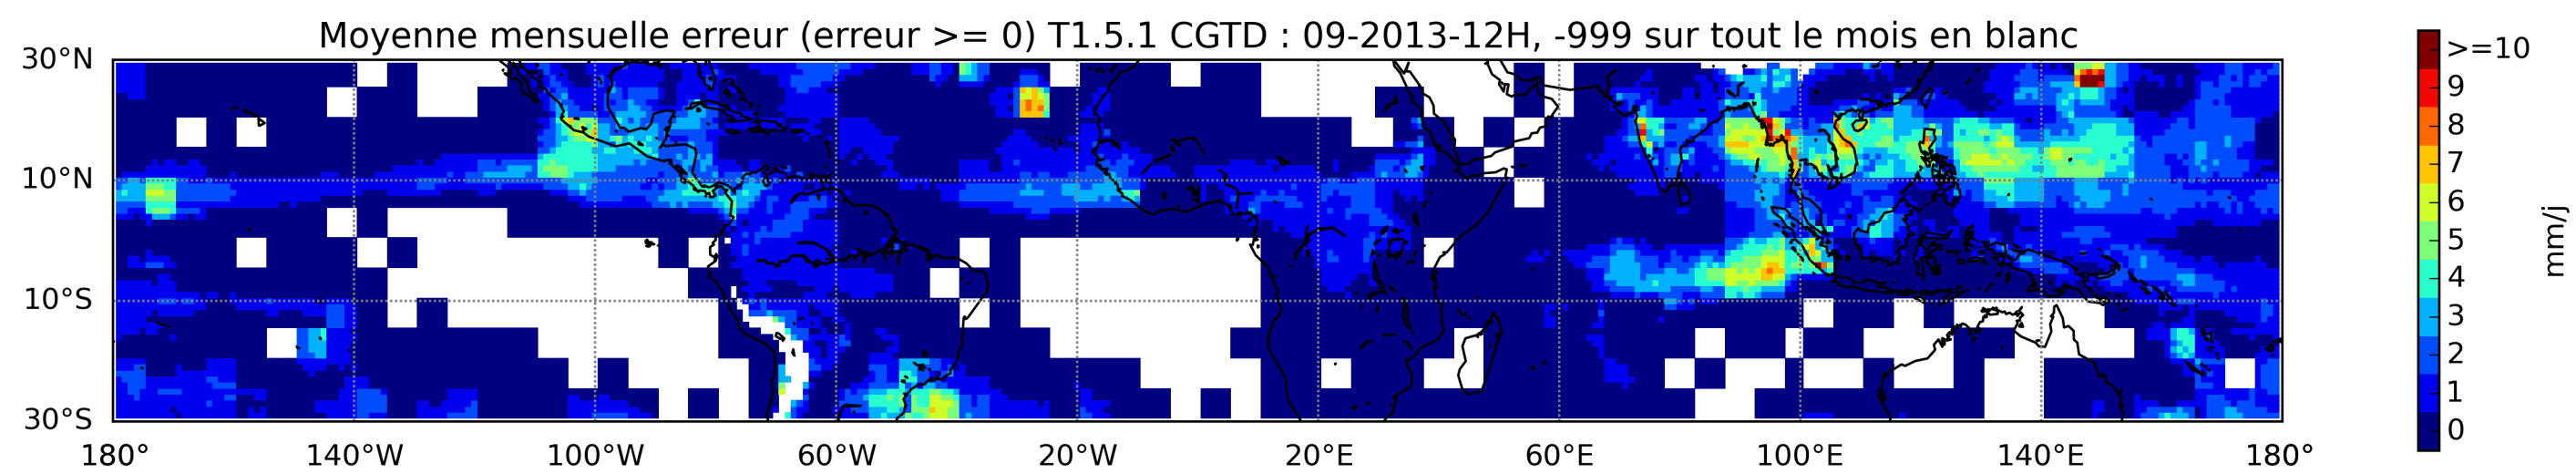 Moyenne mensuelle erreur (erreur >= 0) T1.5.1 CGTD : 09-2013-12H, -999 sur tout le mois en blanc
30°N
10°N
10°S
30°S
180° 140°W 100°W 60°W 20°W 20°E 60°E 100°E 140°E 180°
>=10
9
8
7
6
5
4
3
2
1
0
mm/j